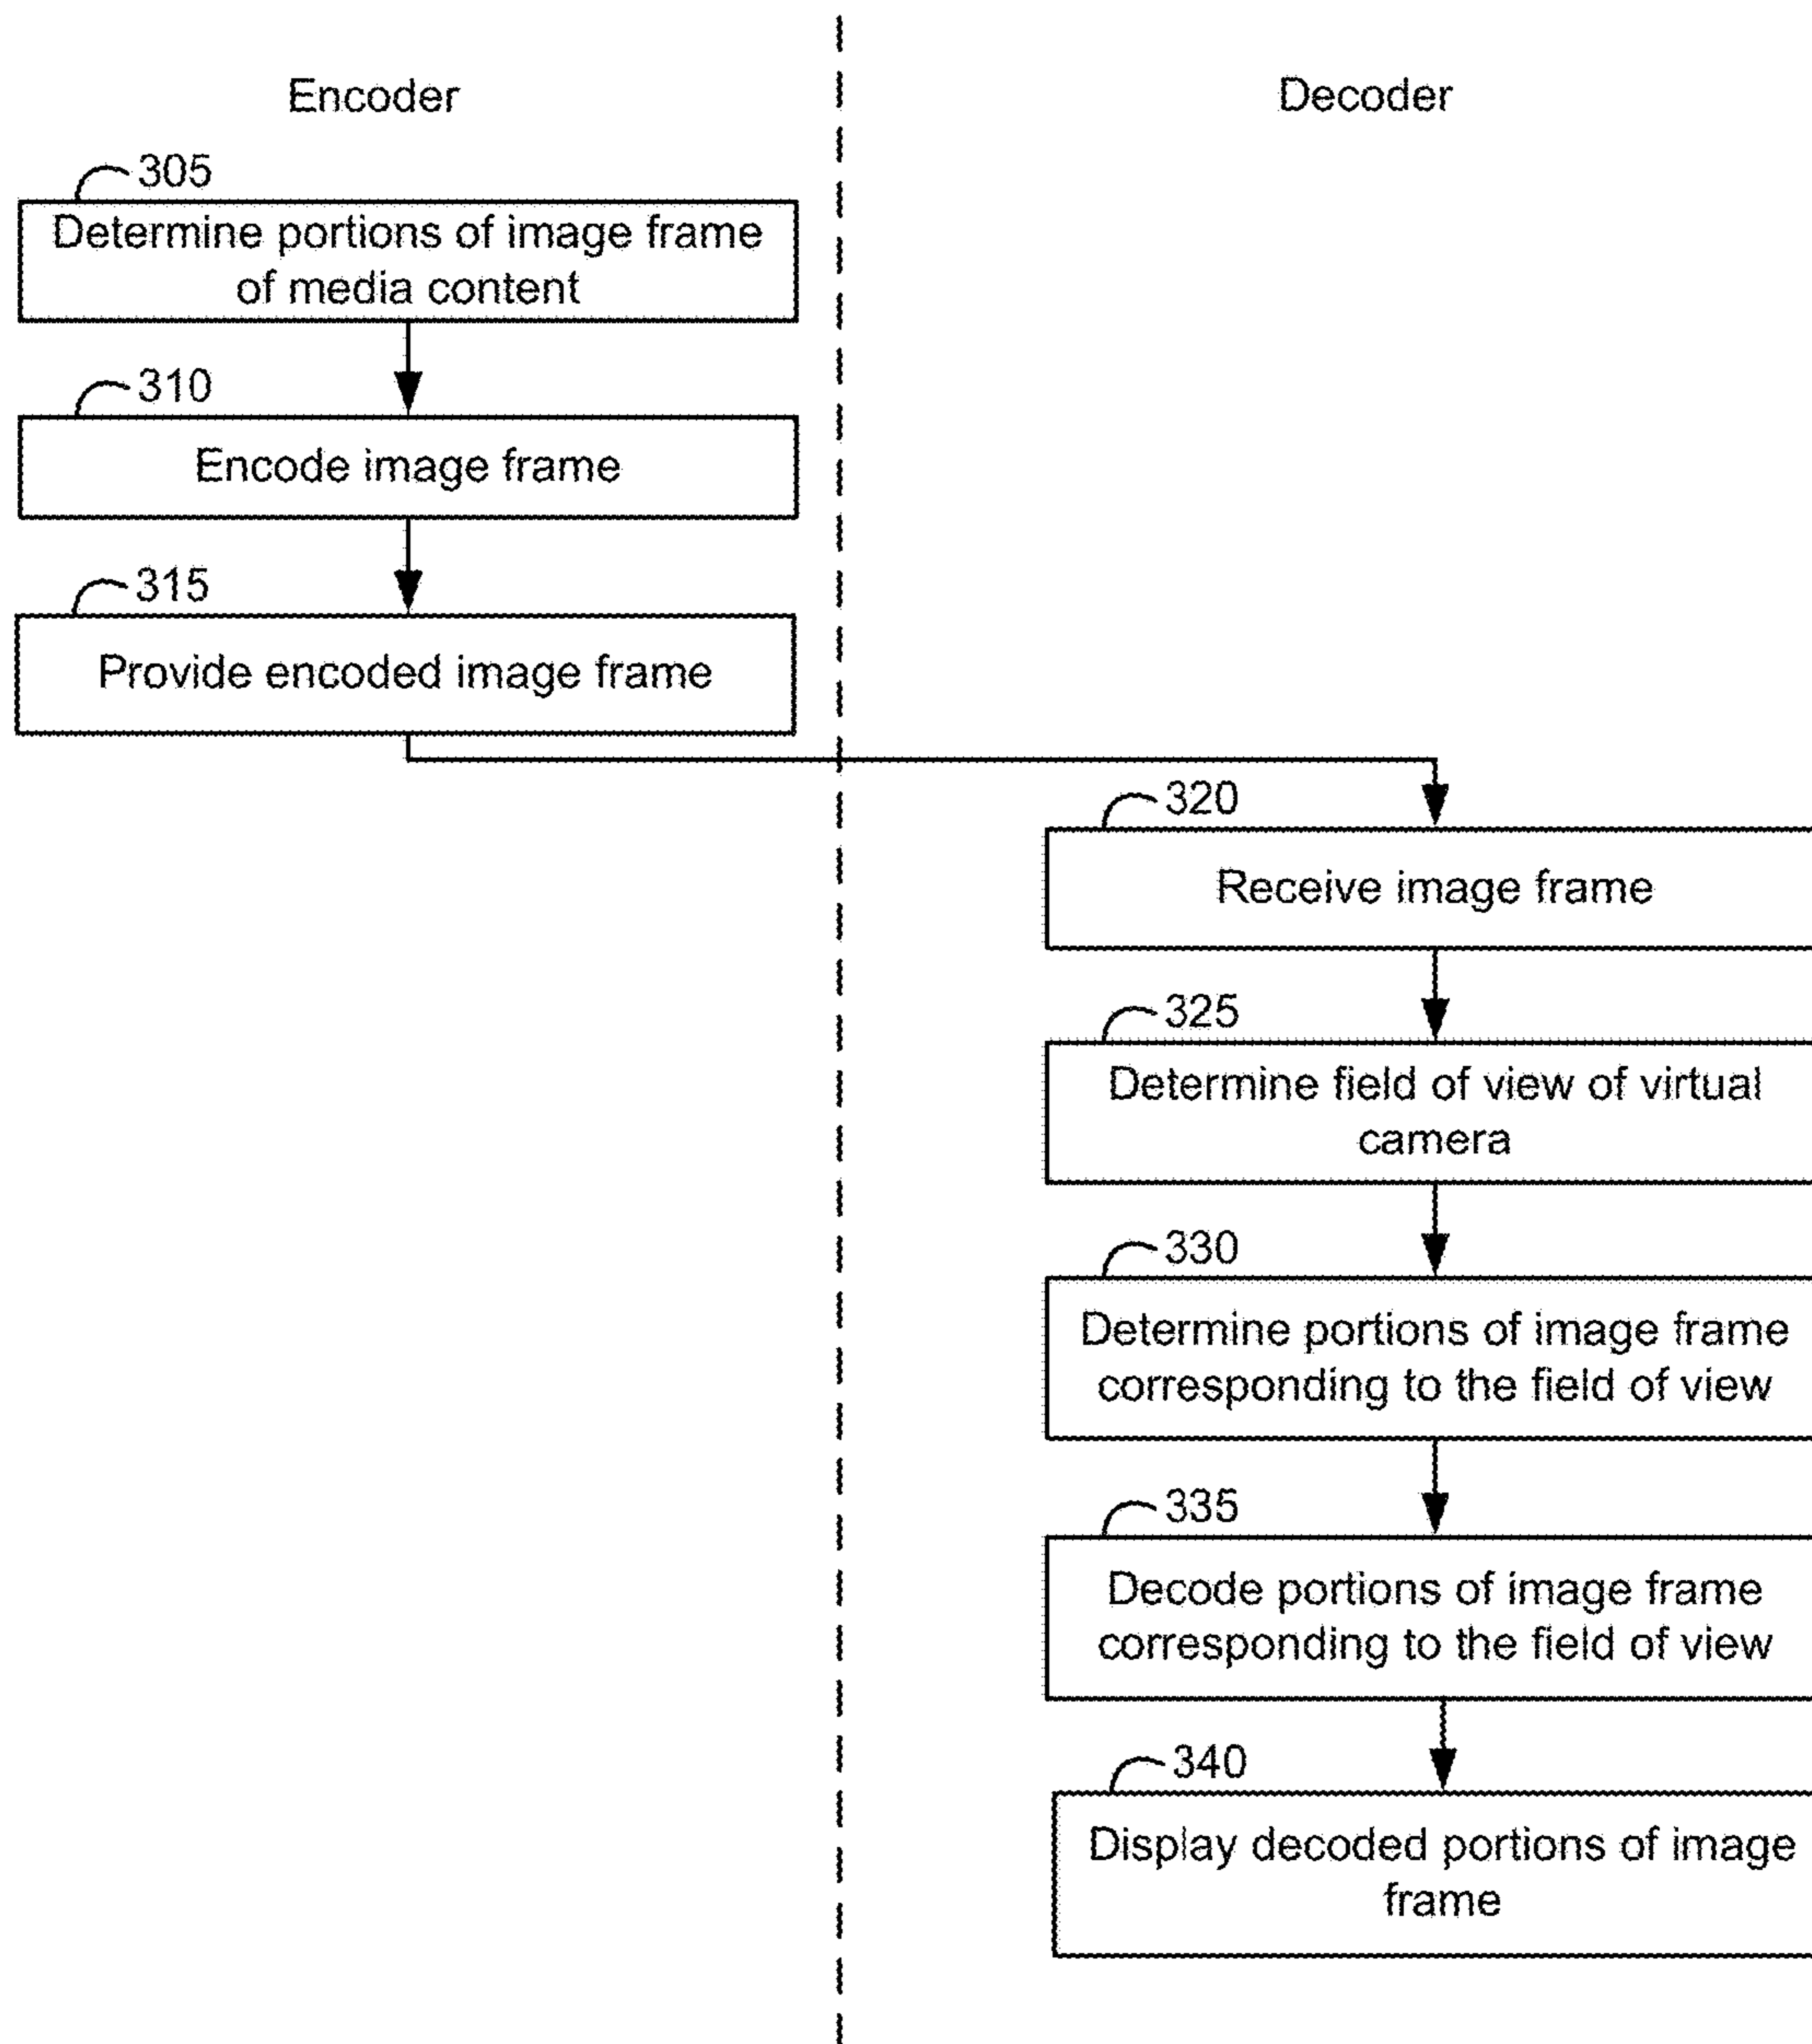 Encoder
Decoder
305
Determine portions of image frame
of media content
310
Encode image frame
315
Provide encoded image frame
320
Receive image frame
325
Determine field of view of virtual
camera
330
Determine portions of image frame
corresponding to the field of view
335
Decode portions of image frame
corresponding to the field of view
340
Display decoded portions of image
frame